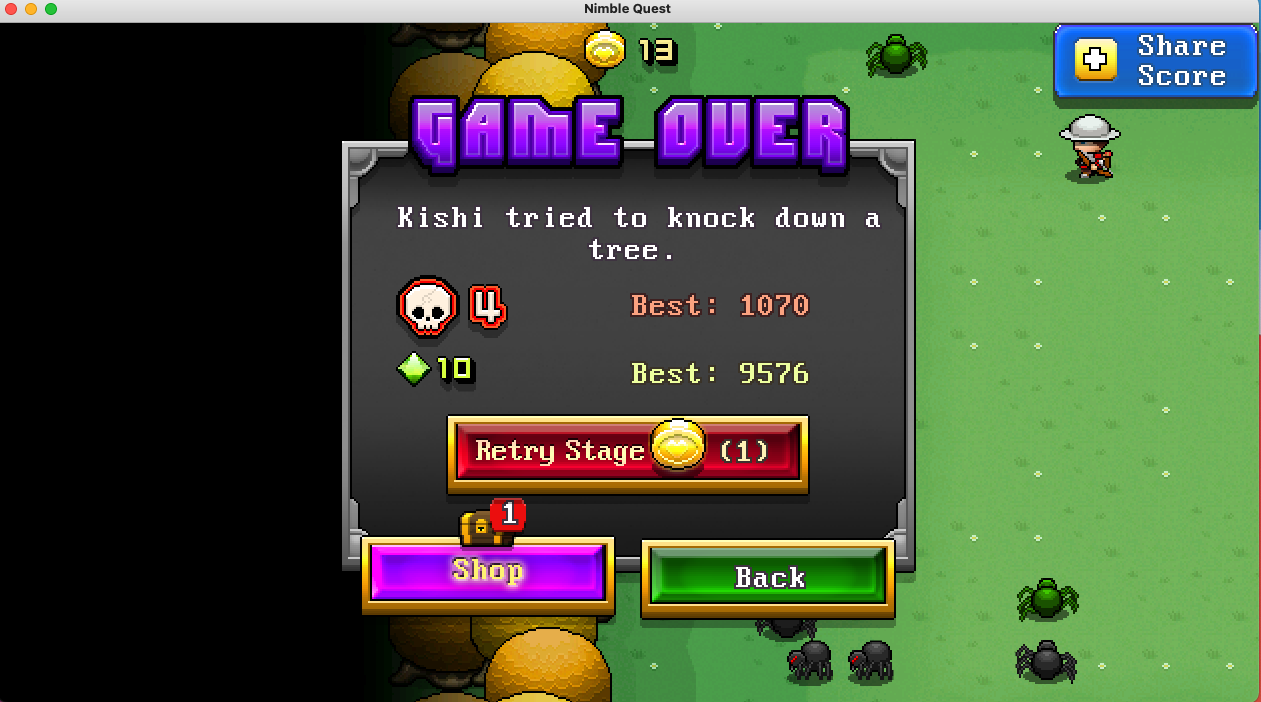 Nimble Quest
13
Share
Score
GAME OVER
Kishi tried to knock down a
tree.
4
Best: 1070
10
Best: 9576
Retry Stage (1)
1
Shop
Back